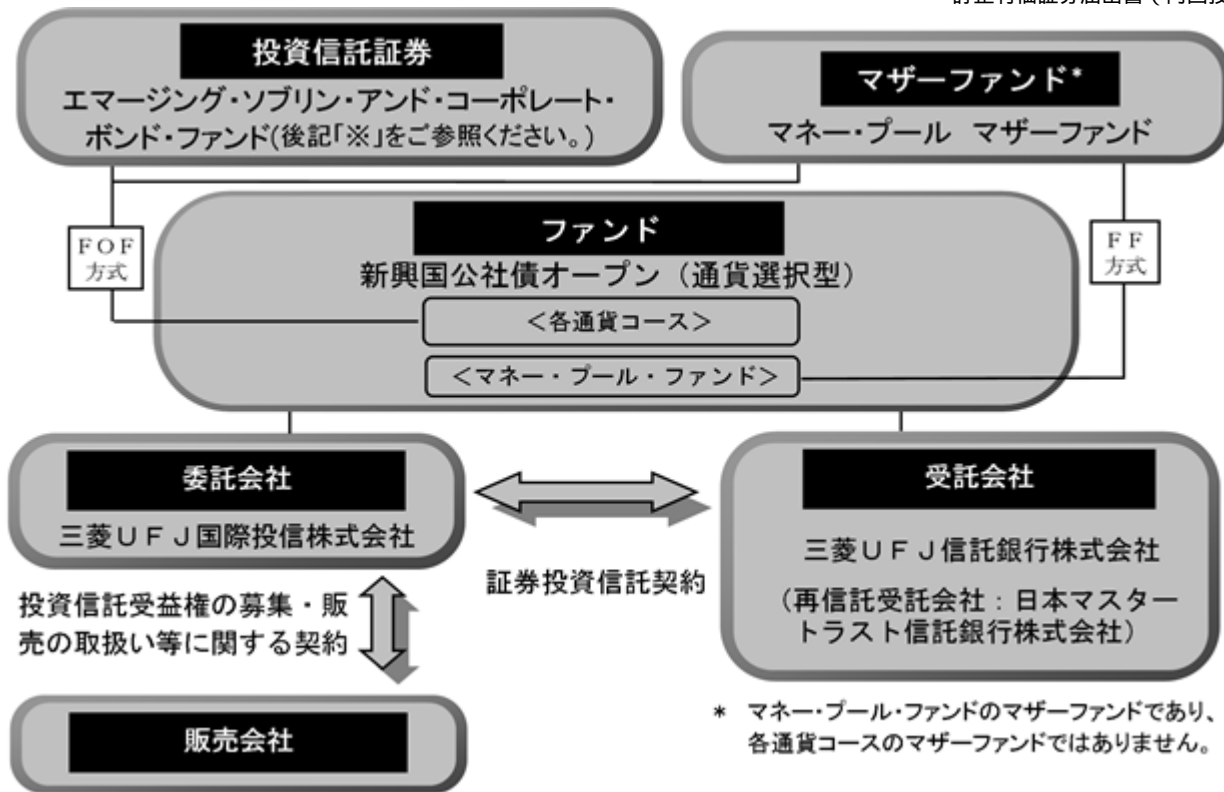 投資信託証券
エマージング・ソブリン・アンド・コーポレート・
ボンド・ファンド(後記「※」をご参照ください。)
マザーファンド*
マネー・プール　マザーファンド
FOF
方式
ファンド
新興国公社債オープン（通貨選択型）
＜各通貨コース＞
＜マネー・プール・ファンド＞
FF
方式
委託会社
三菱ＵＦＪ国際投信株式会社
証券投資信託契約
受託会社
三菱ＵＦＪ信託銀行株式会社
（再信託受託会社：日本マスター
トラスト信託銀行株式会社）
投資信託受益権の募集・販
売の取扱い等に関する契約
販売会社
*　マネー・プール・ファンドのマザーファンドであり、
各通貨コースのマザーファンドではありません。